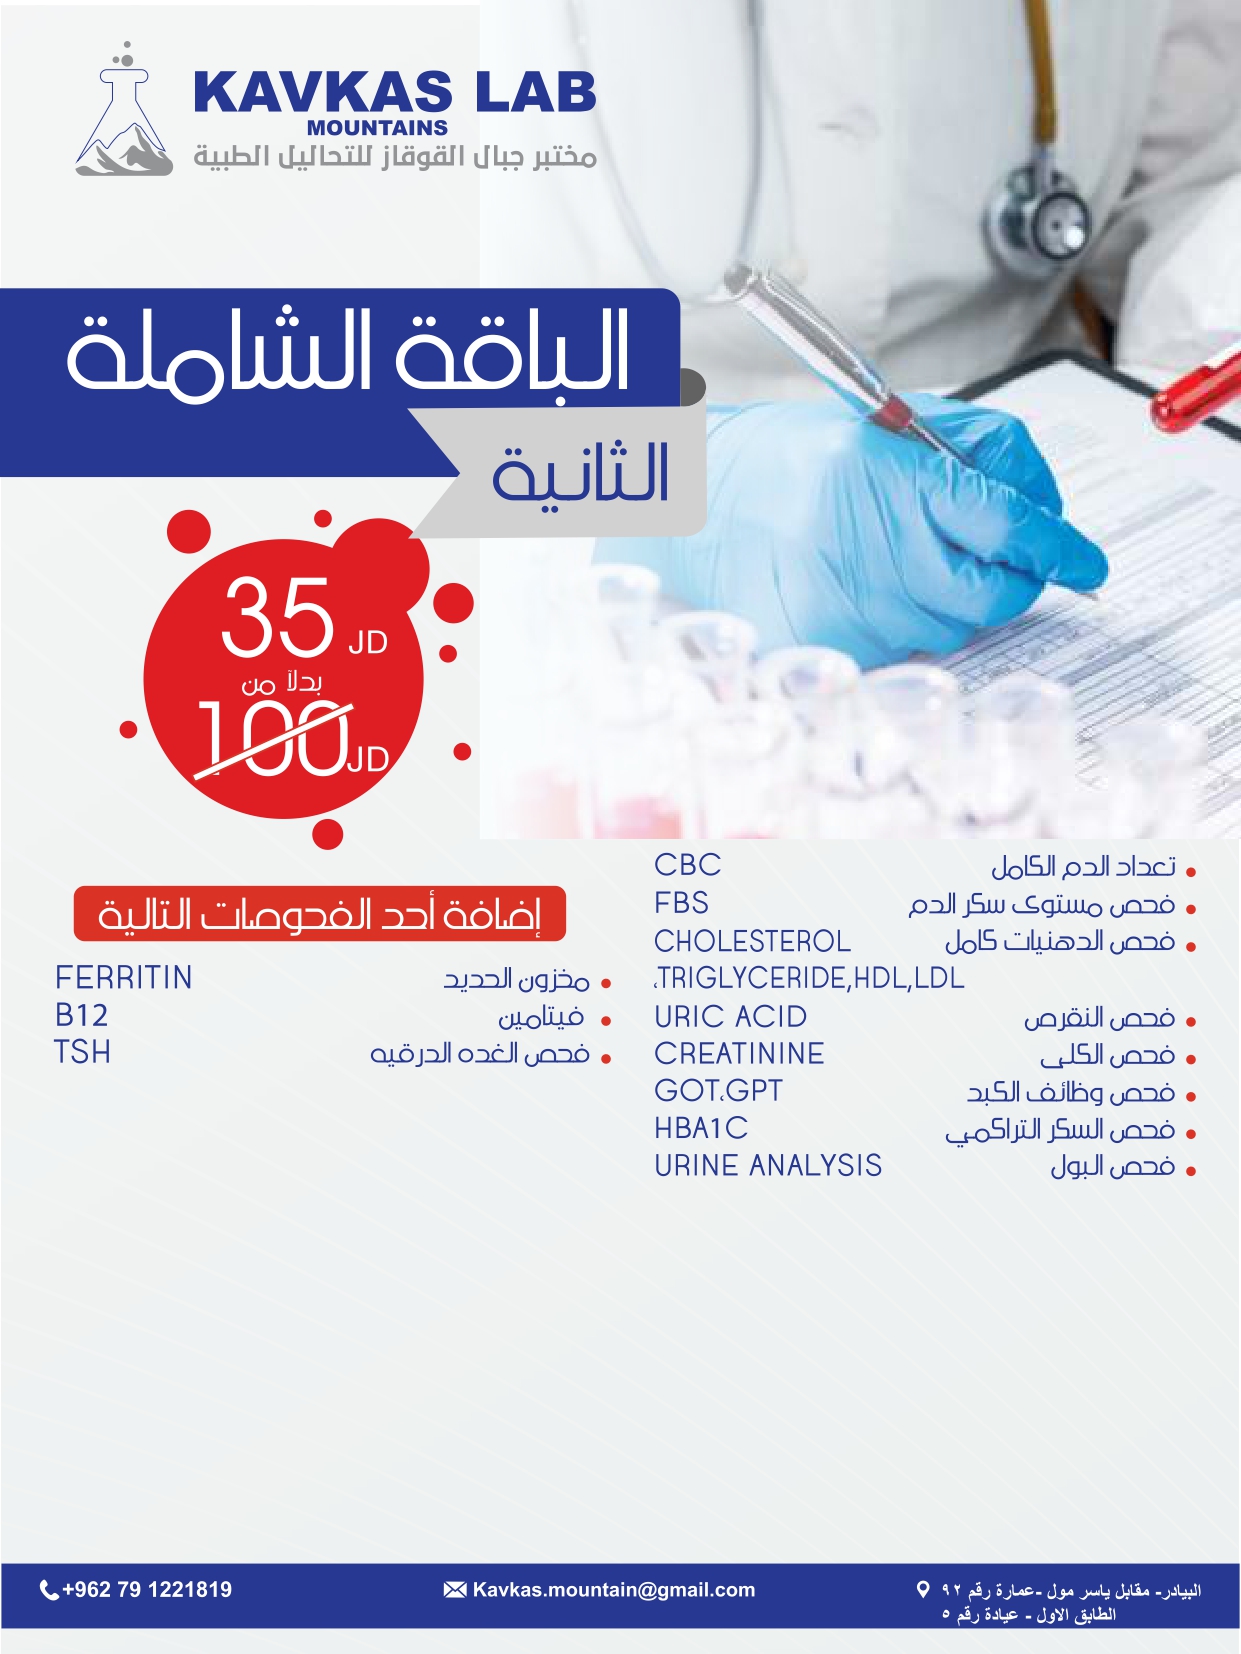 KAVKAS LAB
MOUNTAINS
مختبر جبال القوقاز للتحاليل الطبية
الباقة الشاملة
الثانية
35 JD
بدلاً من
100 JD
تعداد الدم الكامل CBC
فحص مستوى سكر الدم FBS
فحص الدهنيات كامل CHOLESTEROL
،TRIGLYCERIDE,HDL,LDL
فحص النقرص URIC ACID
فحص الكلى CREATININE
فحص وظائف الكبد GOT،GPT
فحص السكر التراكمي HBA1C
فحص البول URINE ANALYSIS
إضافة أحد الفحوصات التالية
مخزون الحديد FERRITIN
فيتامين B12
فحص الغده الدرقيه TSH
+962 79 1221819
Kavkas.mountain@gmail.com
البيادر- مقابل ياسر مول -عمارة رقم ٩٢
الطابق الاول - عيادة رقم ٥